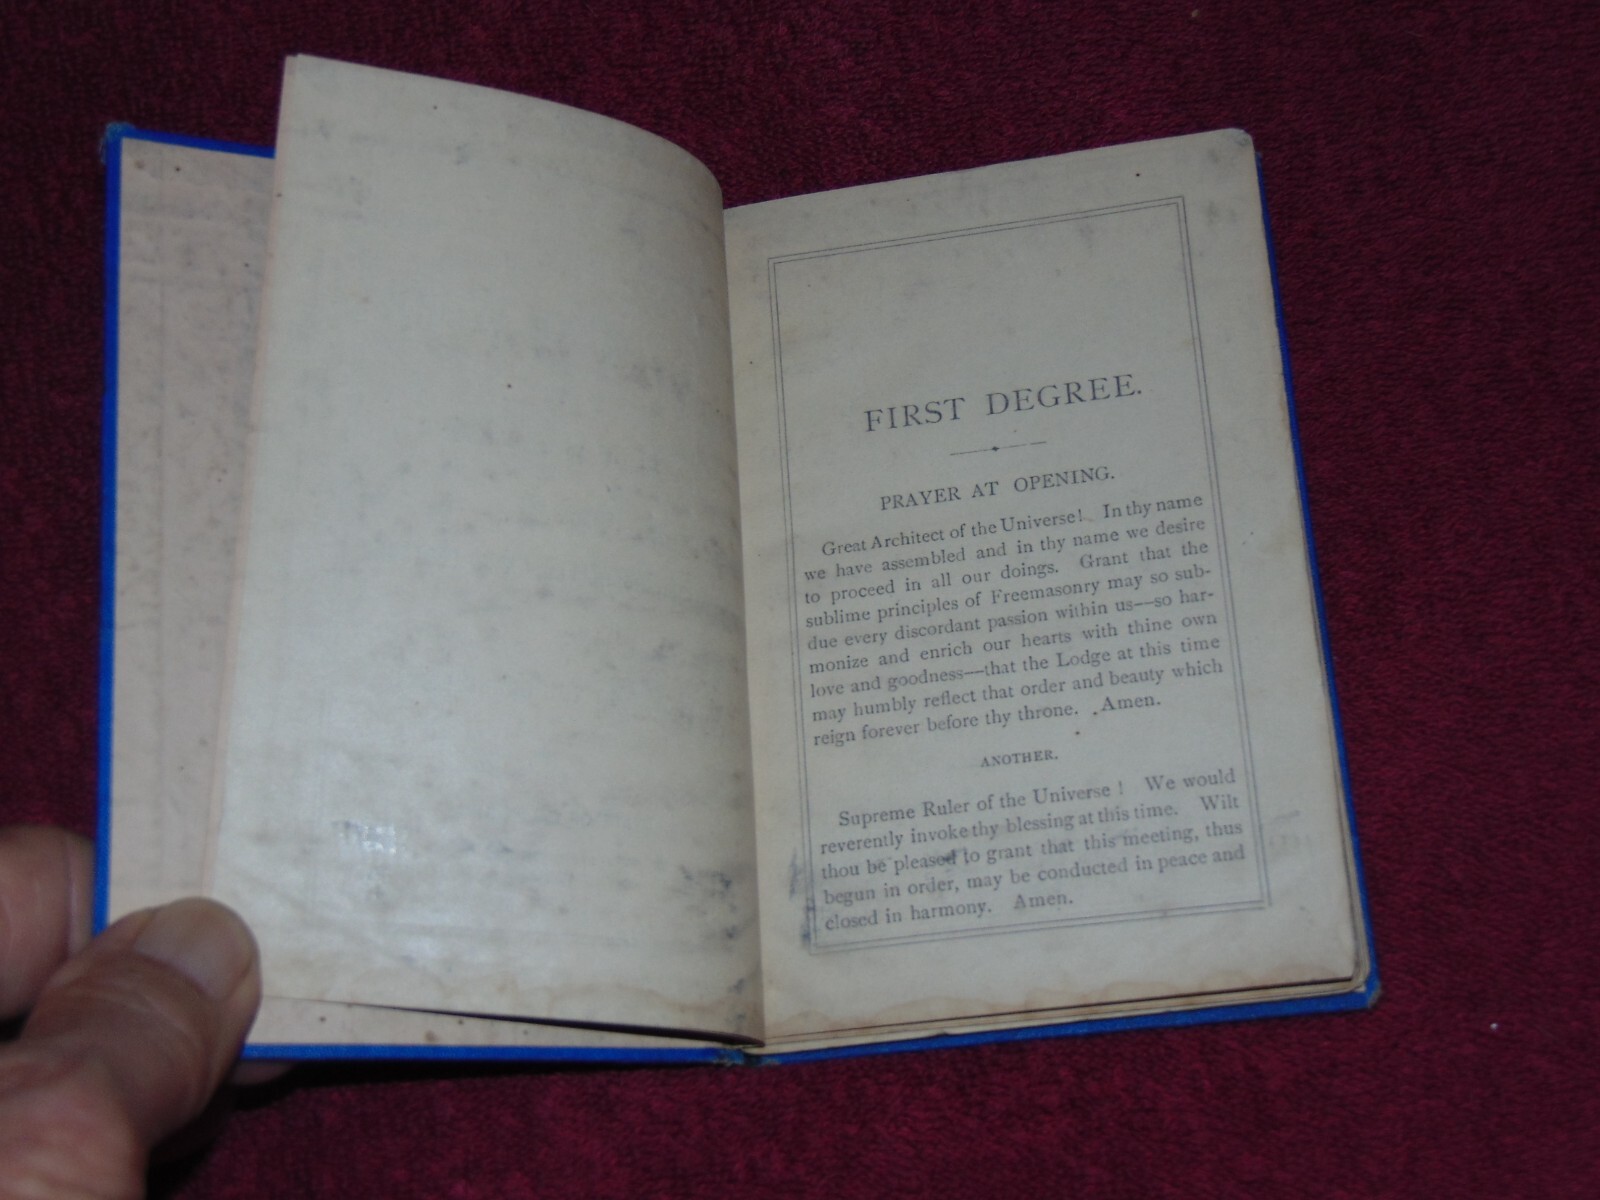 FIRST DEGREE.
PRAYER AT OPENING.
Great Architect of the Universe! In thy name
we have assembled and in thy name we desire
to proceed in all our doings. Grant that the
sublime principles of Freemasonry may so sub-
due every discordant passion within us—so har-
monize and enrich our hearts with thine own
love and goodness—that the Lodge at this time
may humbly reflect that order and beauty which
reign forever before thy throne. Amen.
ANOTHER.
Supreme Ruler of the Universe! We would
reverently invoke thy blessing at this time. Wilt
thou be pleased to grant that this meeting, thus
begun in order, may be conducted in peace and
closed in harmony. Amen.